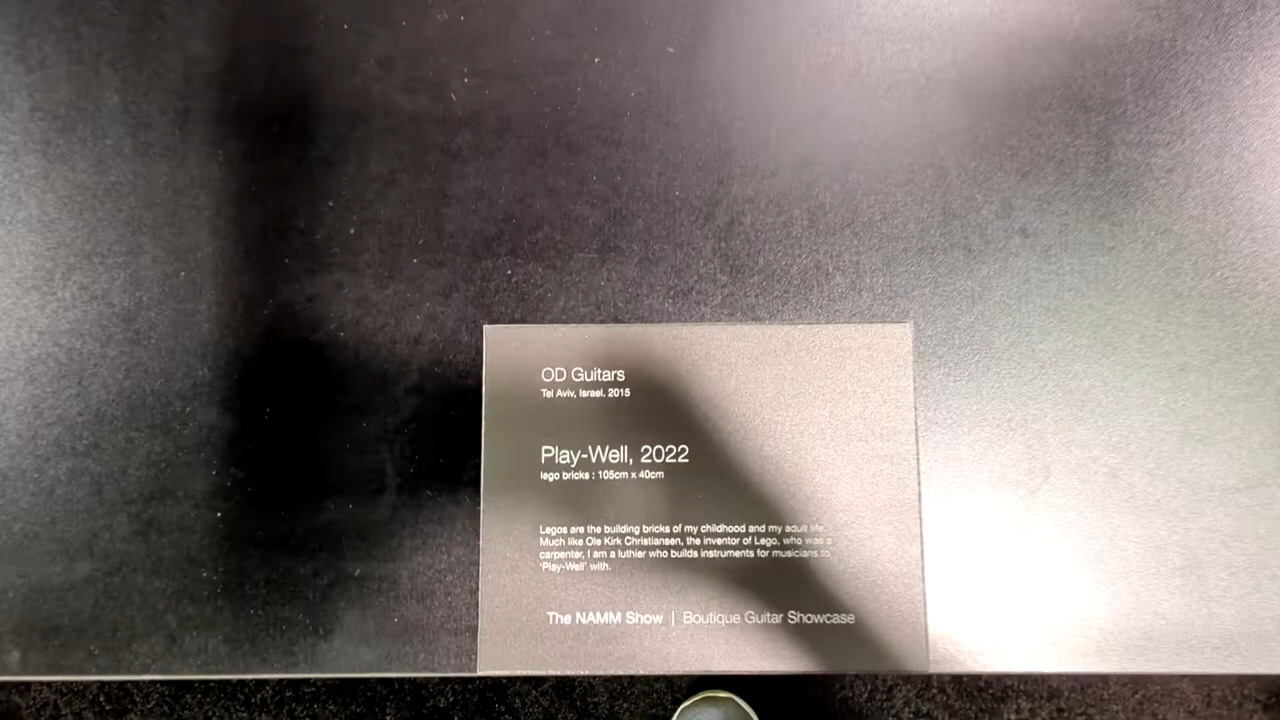 OD Guitars
Tel Aviv, Israel. 2015
Play-Well, 2022
lego bricks : 105cm x 40cm
Legos are the building bricks of my childhood and my adult life.
Much like Ole Kirk Christiansen, the inventor of Lego, who was a
carpenter, I am a luthier who builds instruments for musicians to
'Play-Well' with.
The NAMM Show | Boutique Guitar Showcase